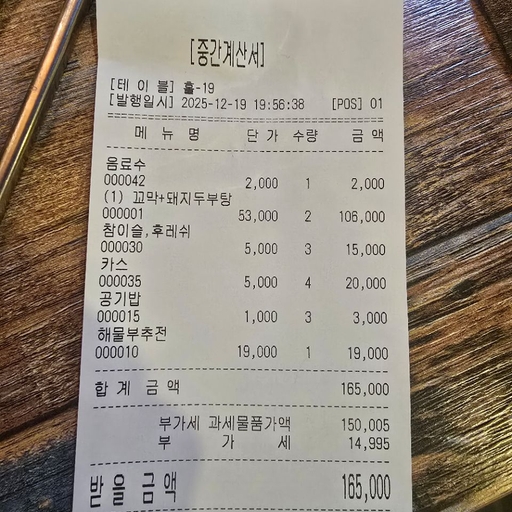 [중간계산서]
[테 이 블] 홀-19
[발행일시] 2025-12-19 19:56:38 [POS] 01
메 뉴 명 단 가 수량 금 액
음료수
000042 2,000 1 2,000
(1) 꼬막+돼지두부탕
000001 53,000 2 106,000
참이슬,후레쉬
000030 5,000 3 15,000
카스
000035 5,000 4 20,000
공기밥
000015 1,000 3 3,000
해물부추전
000010 19,000 1 19,000
합 계 금 액 165,000
부가세 과세물품가액 150,005
부 가 세 14,995
받을 금액 165,000